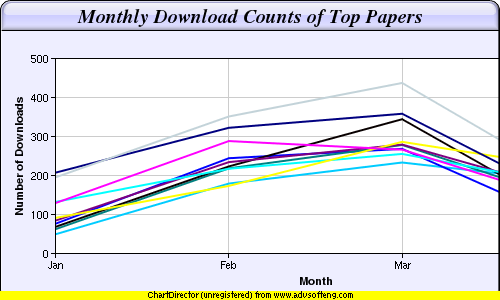 Monthly Download Counts of Top Papers
500
400
300
200
100
0
Number of Downloads
Jan Feb Mar
Month
ChartDirector (unregistered) from www.advsofteng.com